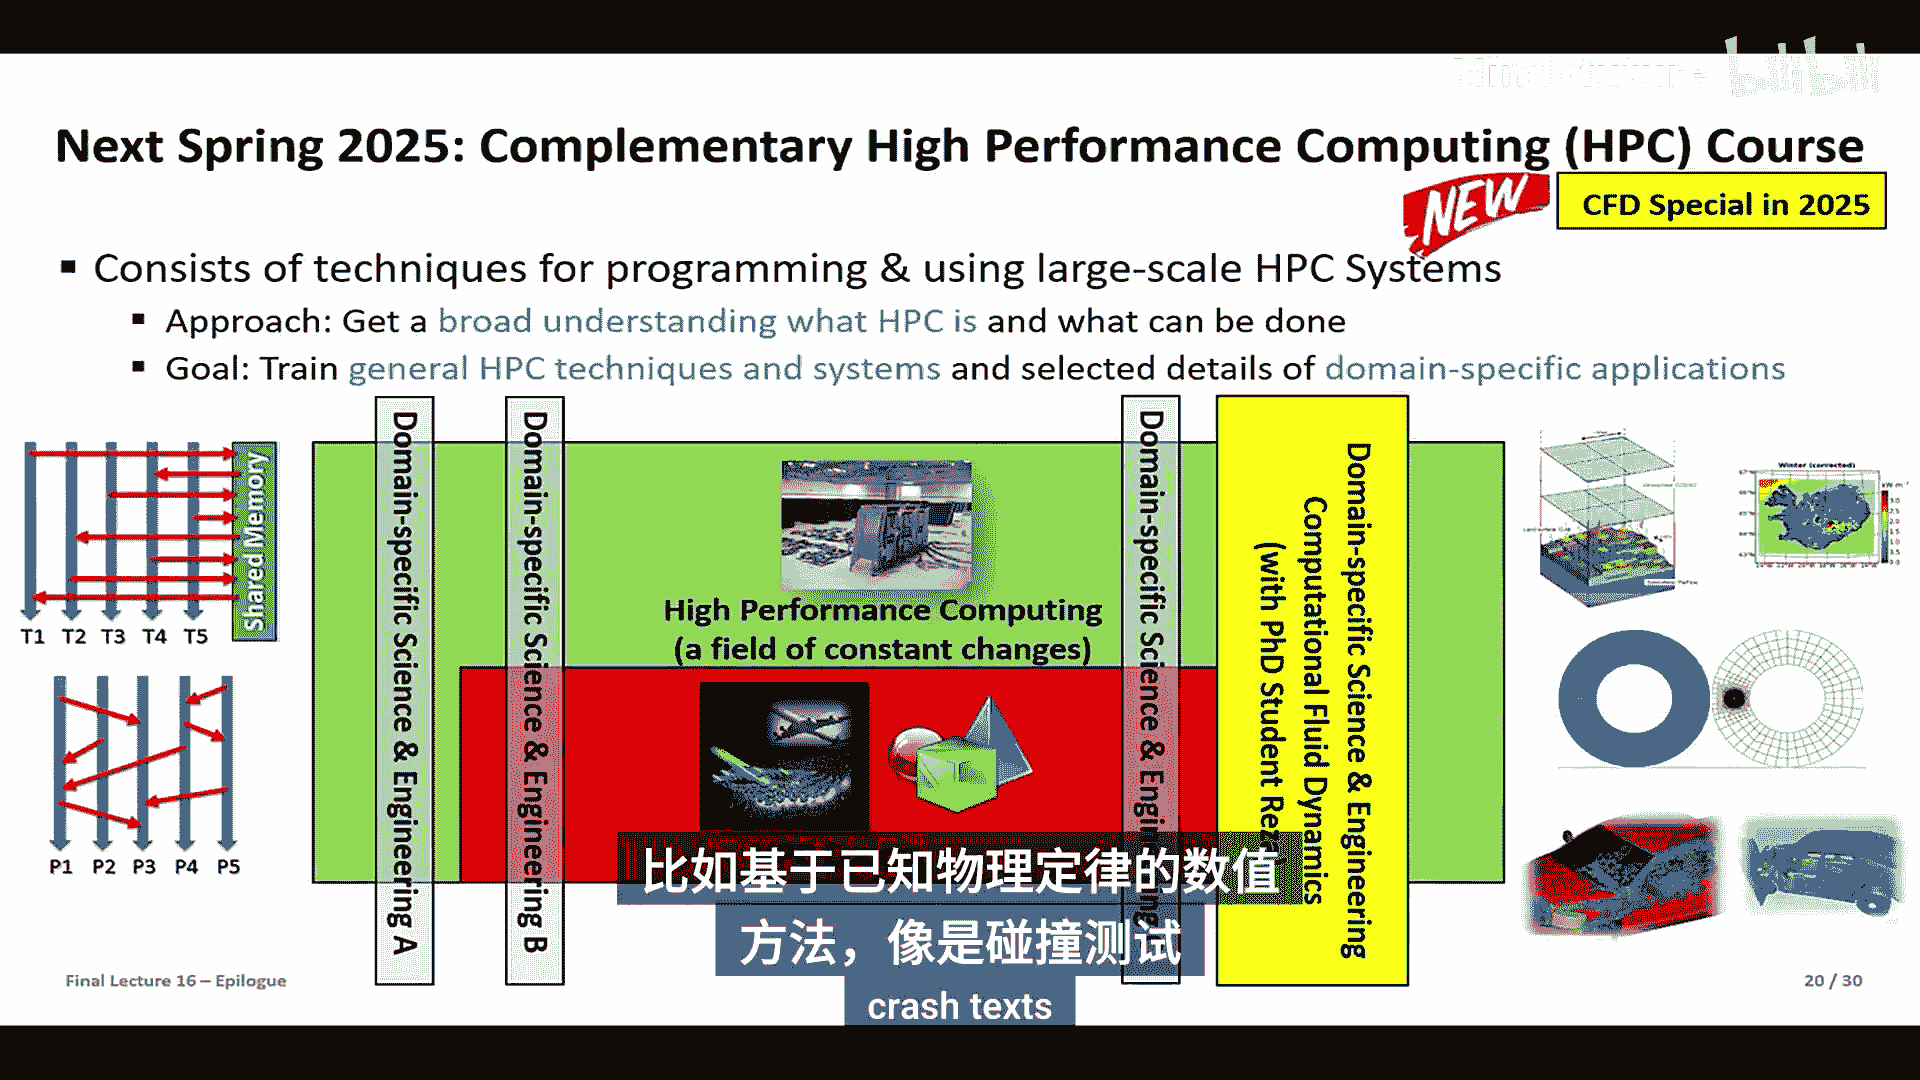 Next Spring 2025: Complementary High Performance Computing (HPC) Course
NEW
CFD Special in 2025
Consists of techniques for programming & using large-scale HPC Systems
Approach: Get a broad understanding what HPC is and what can be done
Goal: Train general HPC techniques and systems and selected details of domain-specific applications
Shared Memory
T1 T2 T3 T4 T5
P1 P2 P3 P4 P5
Domain-specific Science & Engineering A
Domain-specific Science & Engineering B
High Performance Computing
(a field of constant changes)
Domain-specific Science &
Domain-specific Science & Engineering
Computational Fluid Dynamics
(with PhD Student
Winter (corrected)
比如基于已知物理定律的数值
方法，像是碰撞测试
crash texts
Final Lecture 16 – Epilogue
20 / 30